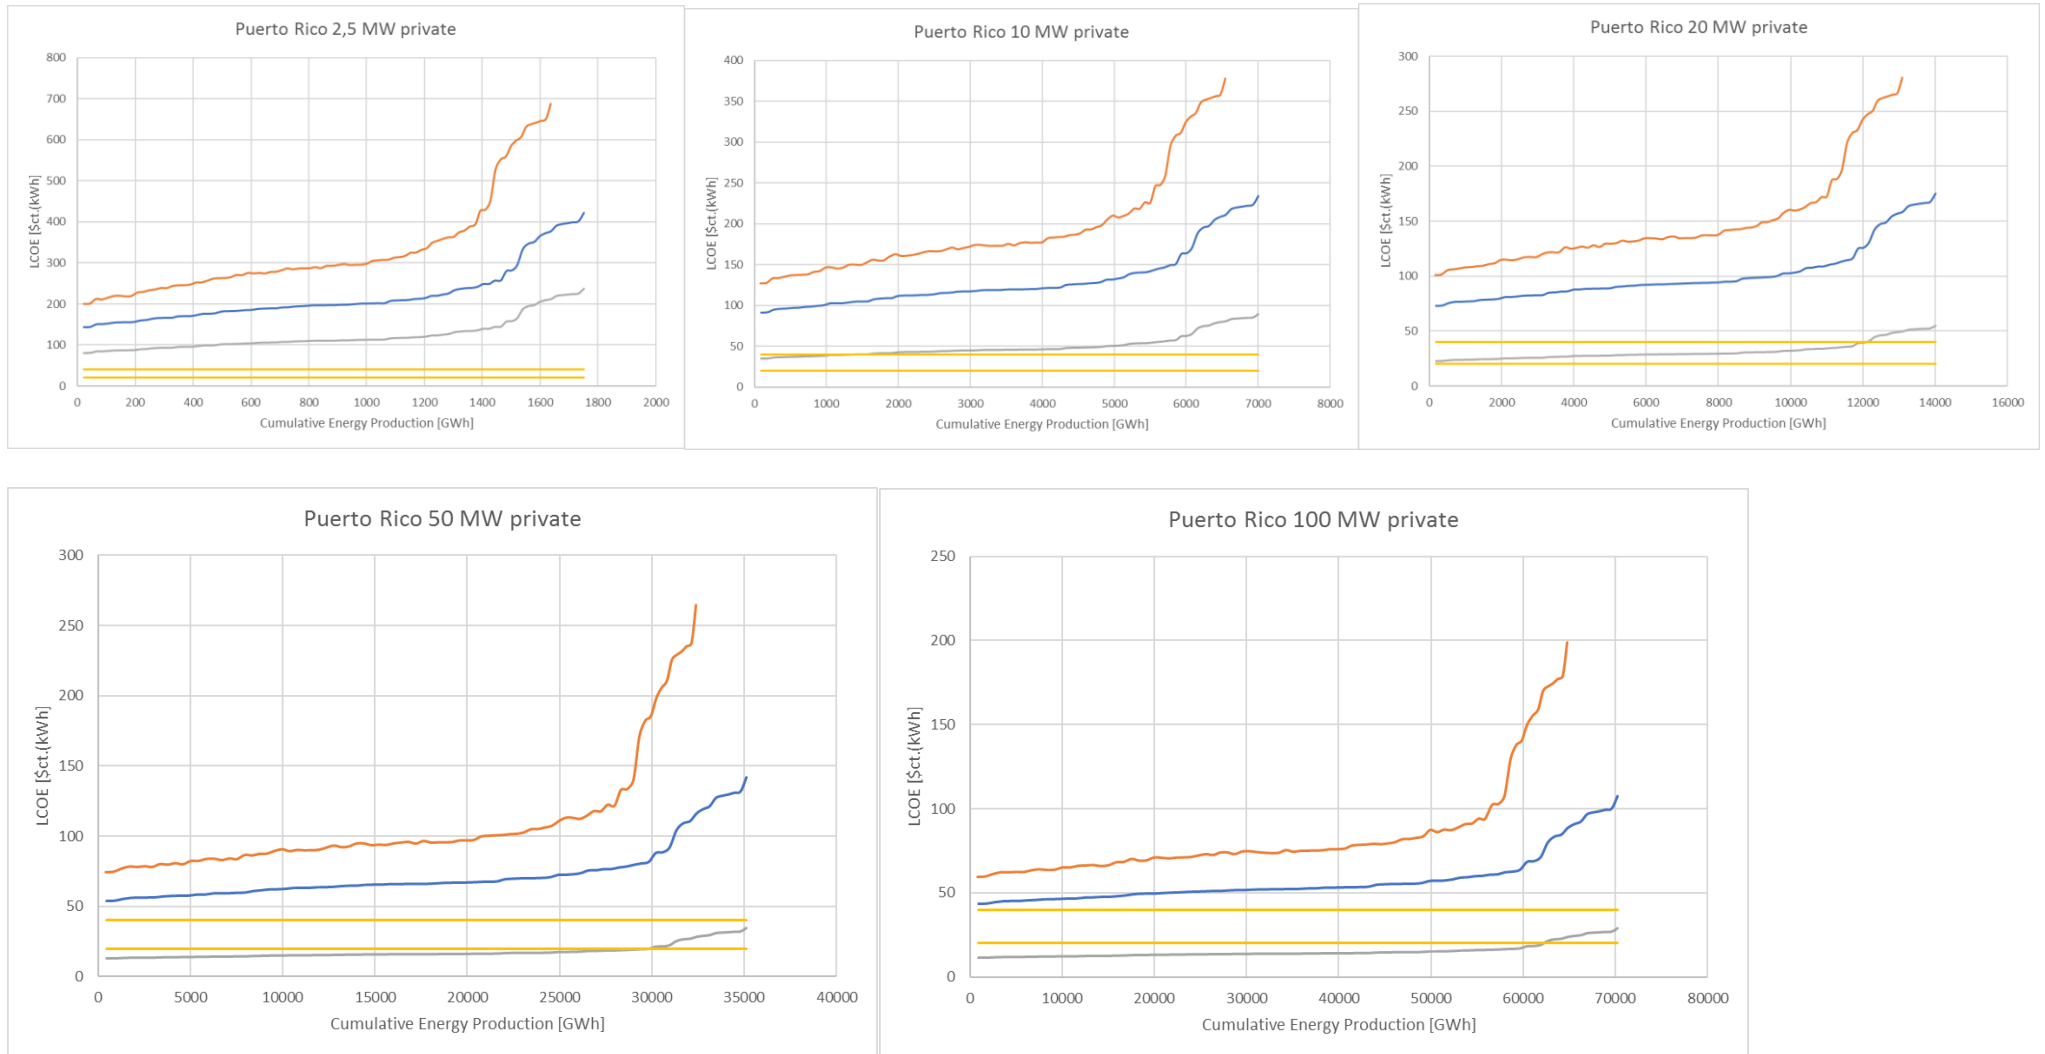 Puerto Rico 2,5 MW private
LCOE [$ct.(kWh]
800
700
600
500
400
300
200
100
0
0 200 400 600 800 1000 1200 1400 1600 1800 2000
Cumulative Energy Production [GWh]
Puerto Rico 10 MW private
LCOE [$ct.(kWh]
400
350
300
250
200
150
100
50
0
0 1000 2000 3000 4000 5000 6000 7000 8000
Cumulative Energy Production [GWh]
Puerto Rico 20 MW private
LCOE [$ct.(kWh]
300
250
200
150
100
50
0
0 2000 4000 6000 8000 10000 12000 14000 16000
Cumulative Energy Production [GWh]
Puerto Rico 50 MW private
LCOE [$ct.(kWh]
300
250
200
150
100
50
0
0 5000 10000 15000 20000 25000 30000 35000 40000
Cumulative Energy Production [GWh]
Puerto Rico 100 MW private
LCOE [$ct.(kWh]
250
200
150
100
50
0
0 10000 20000 30000 40000 50000 60000 70000 80000
Cumulative Energy Production [GWh]